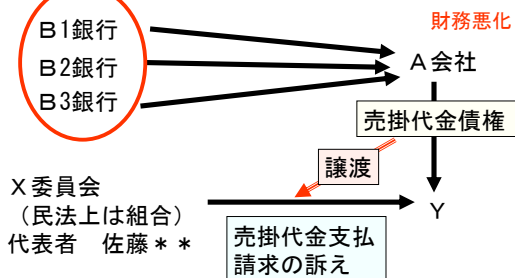 財務悪化
B1銀行
B2銀行
B3銀行
A会社
売掛代金債権
譲渡
X委員会
(民法上は組合)
代表者 佐藤**
Y
売掛代金支払
請求の訴え